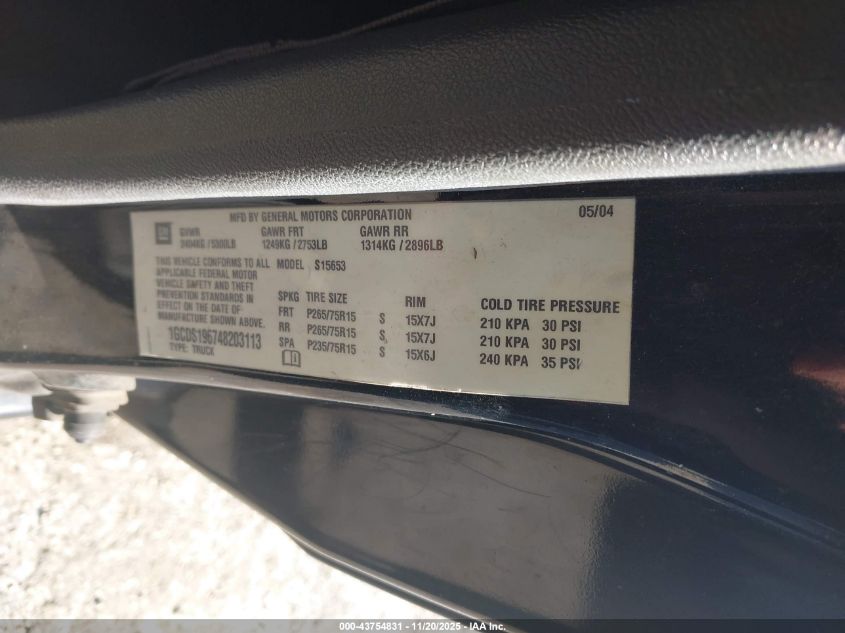 MFD BY GENERAL MOTORS CORPORATION 05/04
GM GVWR GAWR FRT GAWR RR
2404KG / 5300LB 1249KG / 2753LB 1314KG / 2896LB
THIS VEHICLE CONFORMS TO ALL MODEL S15653
APPLICABLE FEDERAL MOTOR
VEHICLE SAFETY AND THEFT
PREVENTION STANDARDS IN
EFFECT ON THE DATE OF
MANUFACTURE SHOWN ABOVE.
1GCDS196748203113
TYPE: TRUCK
SPKG TIRE SIZE RIM COLD TIRE PRESSURE
FRT P265/75R15 S 15X7J 210 KPA 30 PSI
RR P265/75R15 S 15X7J 210 KPA 30 PSI
SPA P235/75R15 S 15X6J 240 KPA 35 PSI
000-43754831 - 11/20/2025 - IAA Inc.